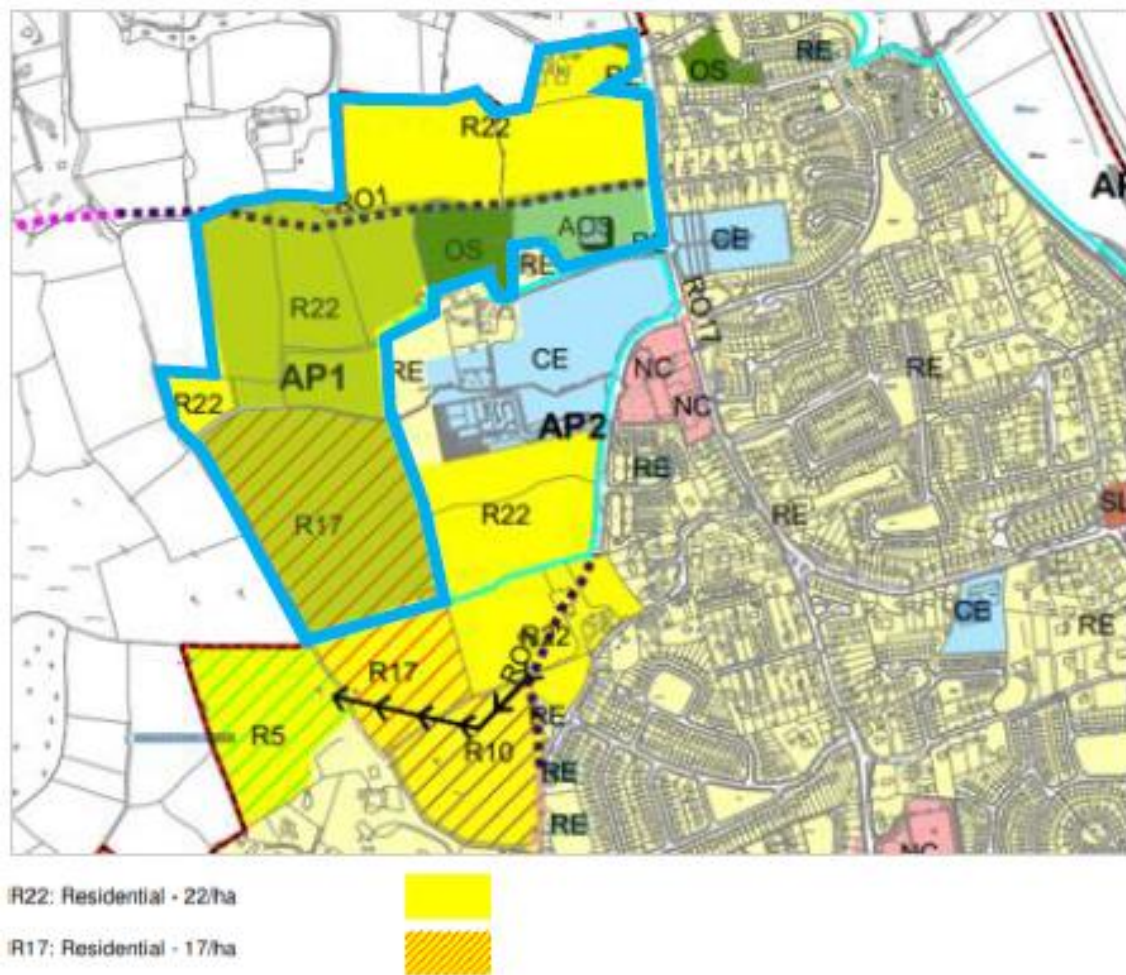 RE
OS
R22
AP
RO1
AOS
OS
CE
RE
R22
RO17
CE
NC
RE
AP1
RE
R22
NC
AP2
RE
R22
RE
SL
R17
R22
CE
RE
R17
R5
RE
R10
RE
RE
NC
R22: Residential - 22/ha
R17: Residential - 17/ha